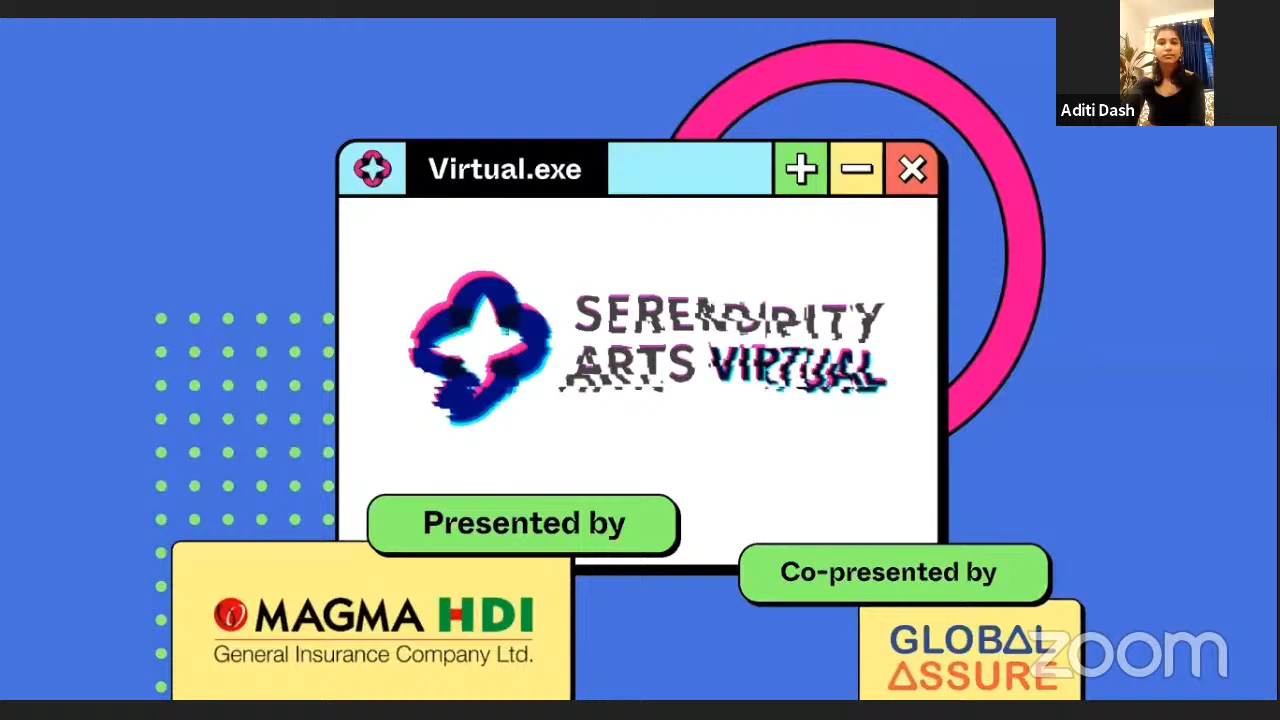 Aditi Dash
Virtual.exe
SERENDIPITY
ARTS VIRTUAL
Presented by
Co-presented by
MAGMA HDI
General Insurance Company Ltd.
GLOBAL
ASSURE
zoom